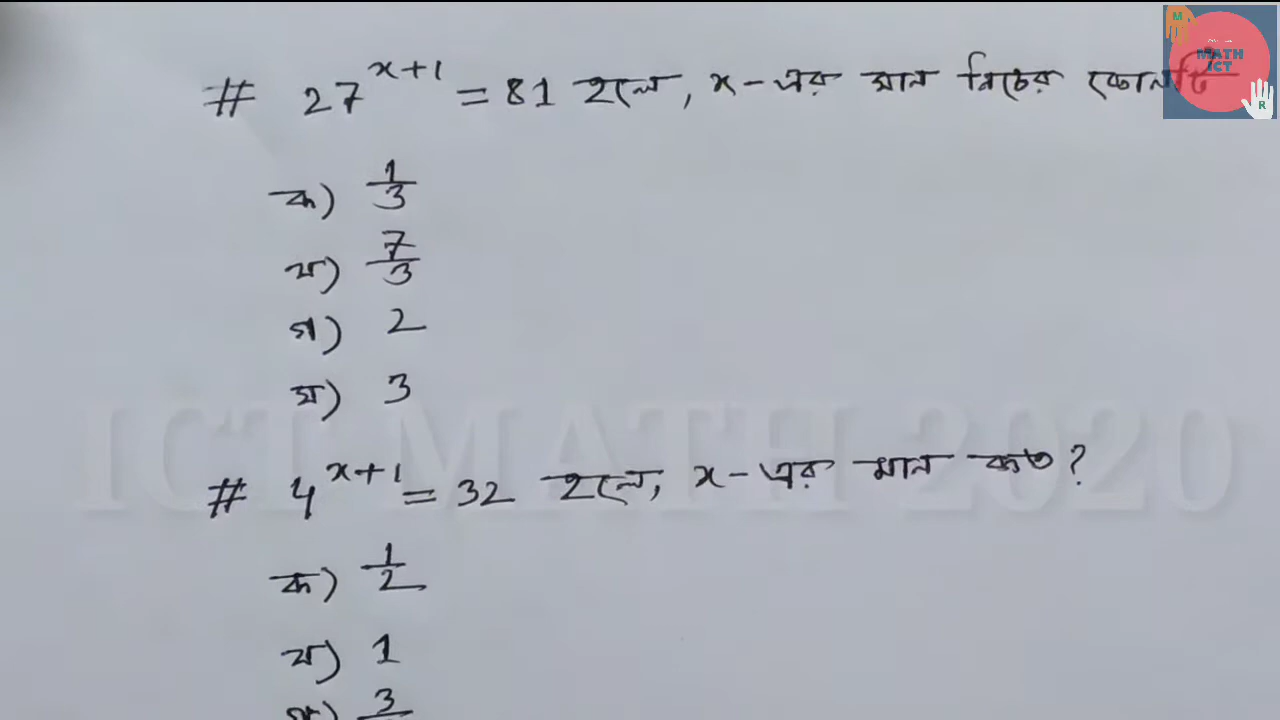 # 27^{x+1} = 81 হলে, x-এর মান নিচের কোনটি
ক) 1/3
খ) 7/3
গ) 2
ঘ) 3
# 4^{x+1} = 32 হলে, x-এর মান কত?
ক) 1/2
খ) 1
গ) 3
ICT MATH 2020
M
MATH
ICT
R